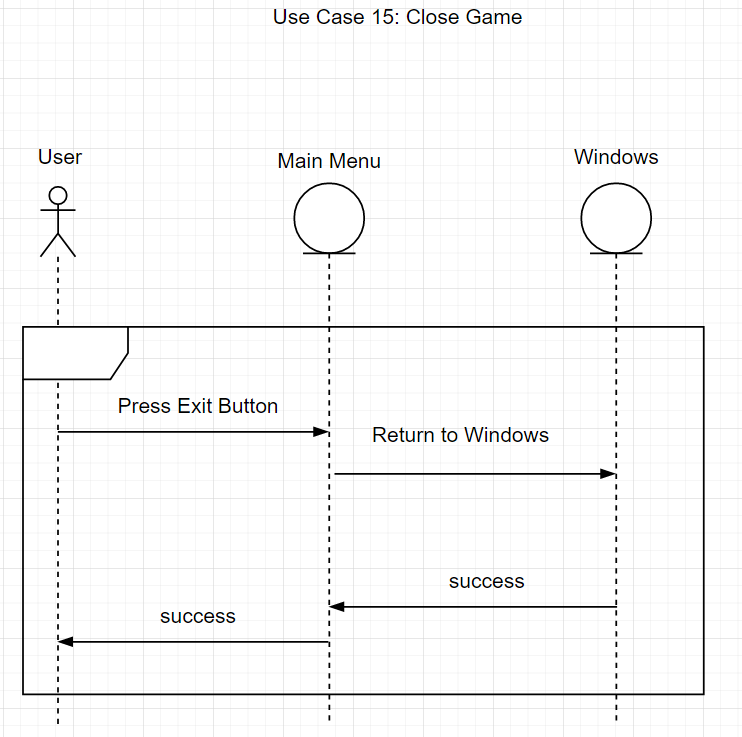 Use Case 15: Close Game
User
Main Menu
Windows
Press Exit Button
Return to Windows
success
success